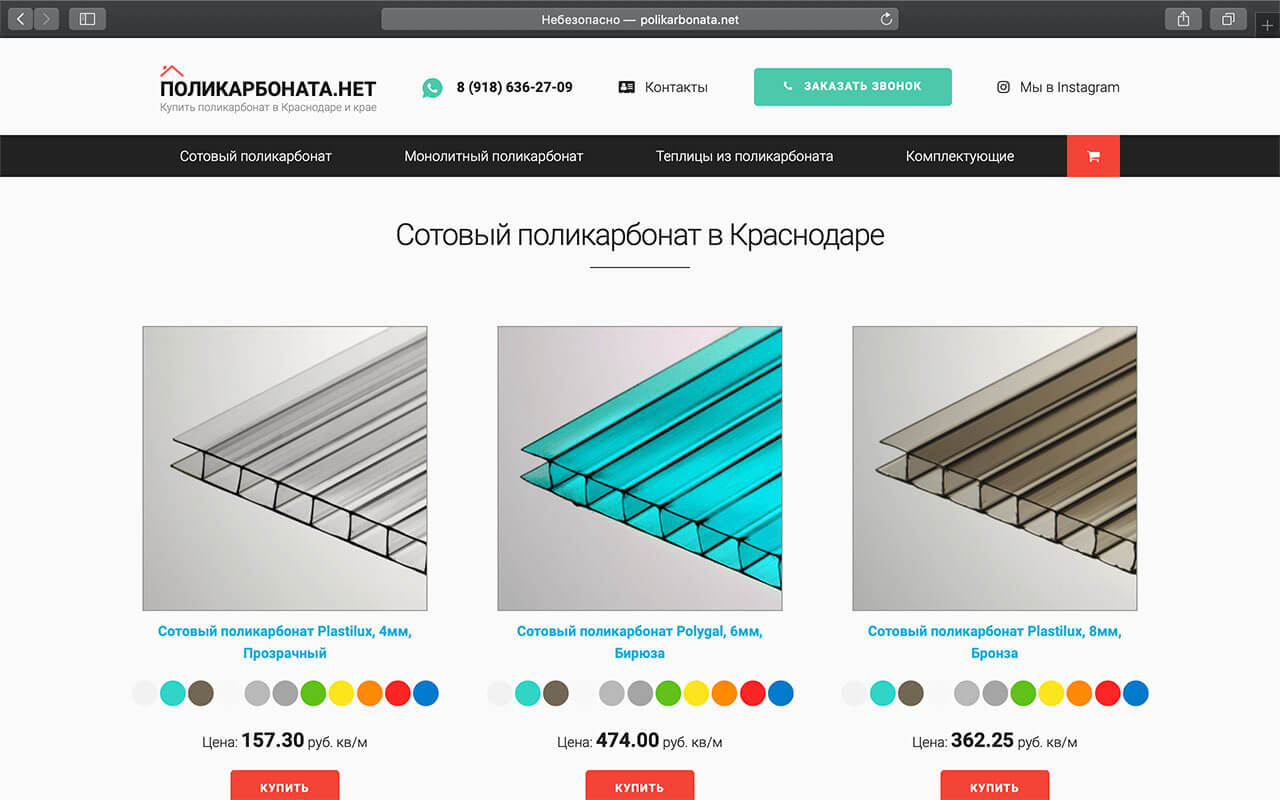 Небезопасно — polikarbonata.net
ПОЛИКАРБОНАТА.НЕТ
Купить поликарбонат в Краснодаре и крае
8 (918) 636-27-09
Контакты
ЗАКАЗАТЬ ЗВОНОК
Мы в Instagram
Сотовый поликарбонат
Монолитный поликарбонат
Теплицы из поликарбоната
Комплектующие
Сотовый поликарбонат в Краснодаре
Сотовый поликарбонат Plastilux, 4мм,
Прозрачный
Цена: 157.30 руб. кв/м
КУПИТЬ
Сотовый поликарбонат Polygal, 6мм,
Бирюза
Цена: 474.00 руб. кв/м
КУПИТЬ
Сотовый поликарбонат Plastilux, 8мм,
Бронза
Цена: 362.25 руб. кв/м
КУПИТЬ